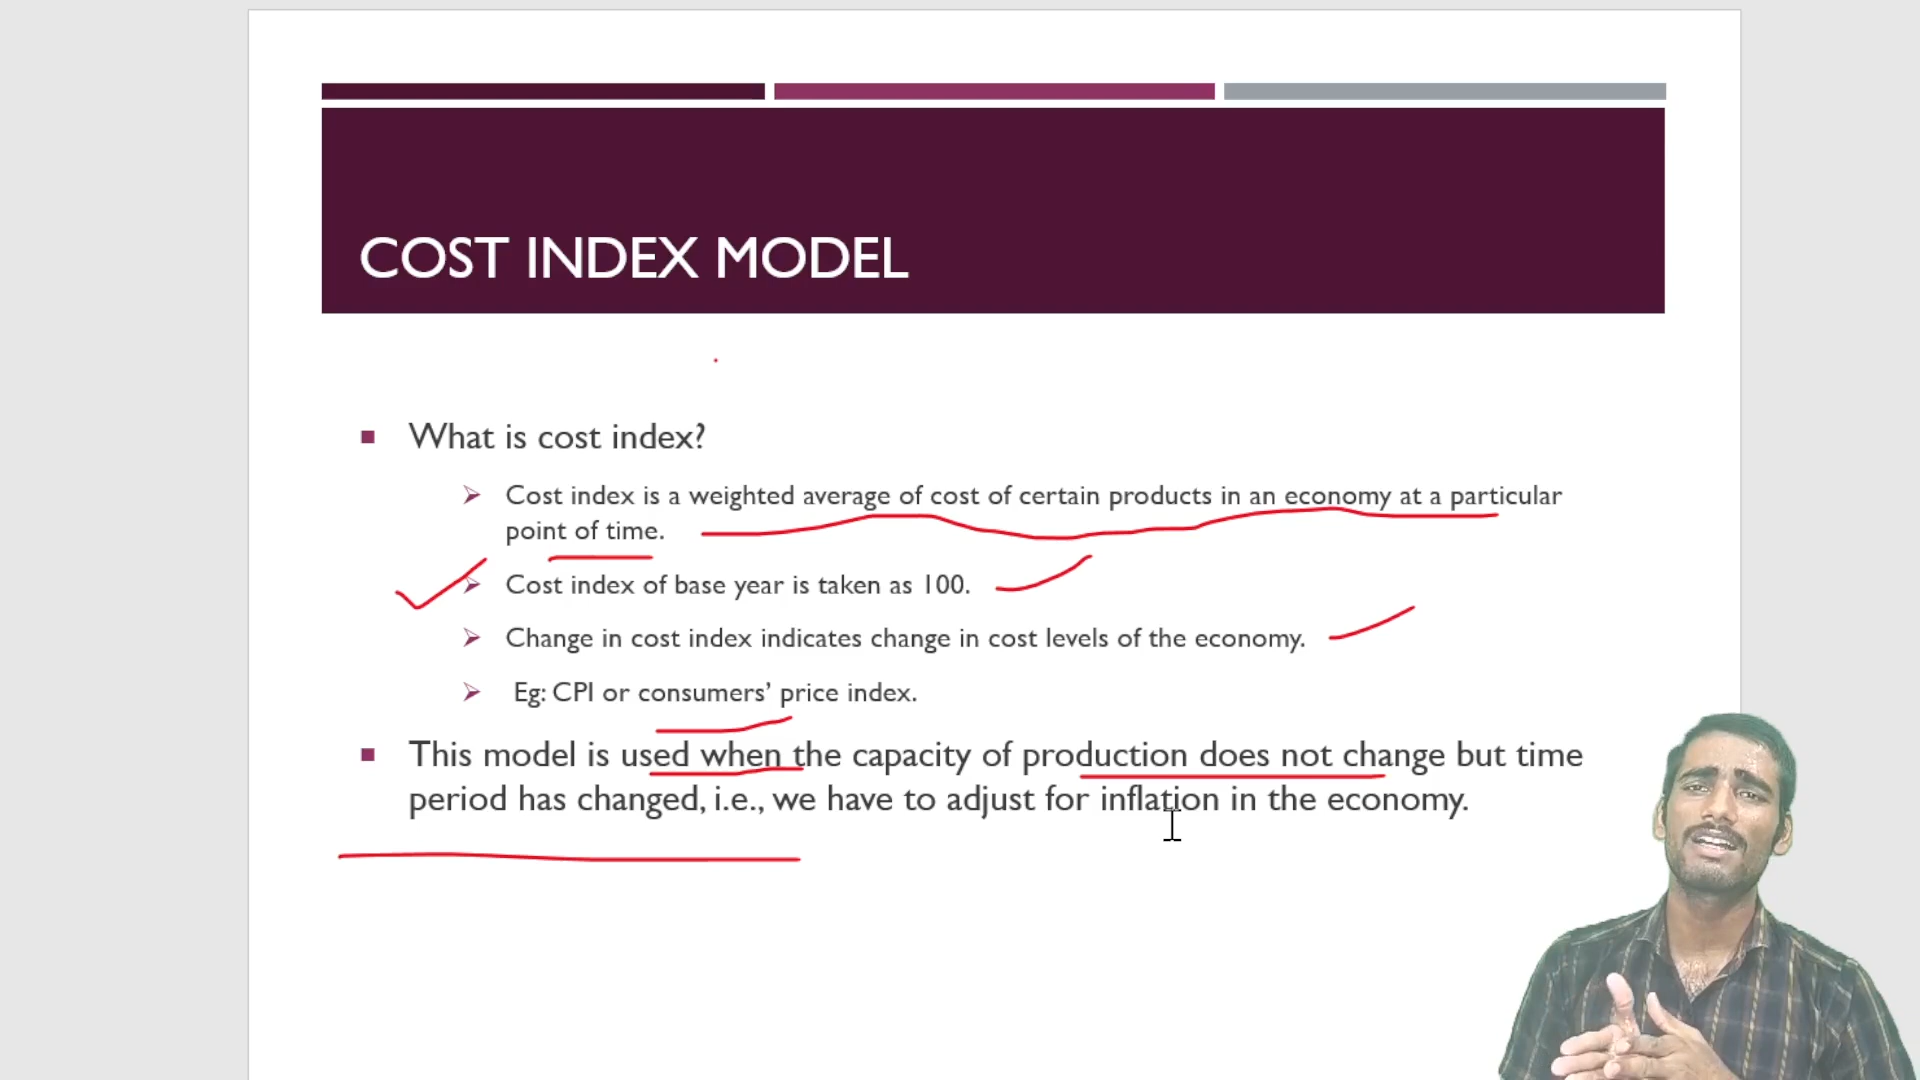 COST INDEX MODEL
What is cost index?
Cost index is a weighted average of cost of certain products in an economy at a particular
point of time.
Cost index of base year is taken as 100.
Change in cost index indicates change in cost levels of the economy.
Eg: CPI or consumers’ price index.
This model is used when the capacity of production does not change but time
period has changed, i.e., we have to adjust for inflation in the economy.